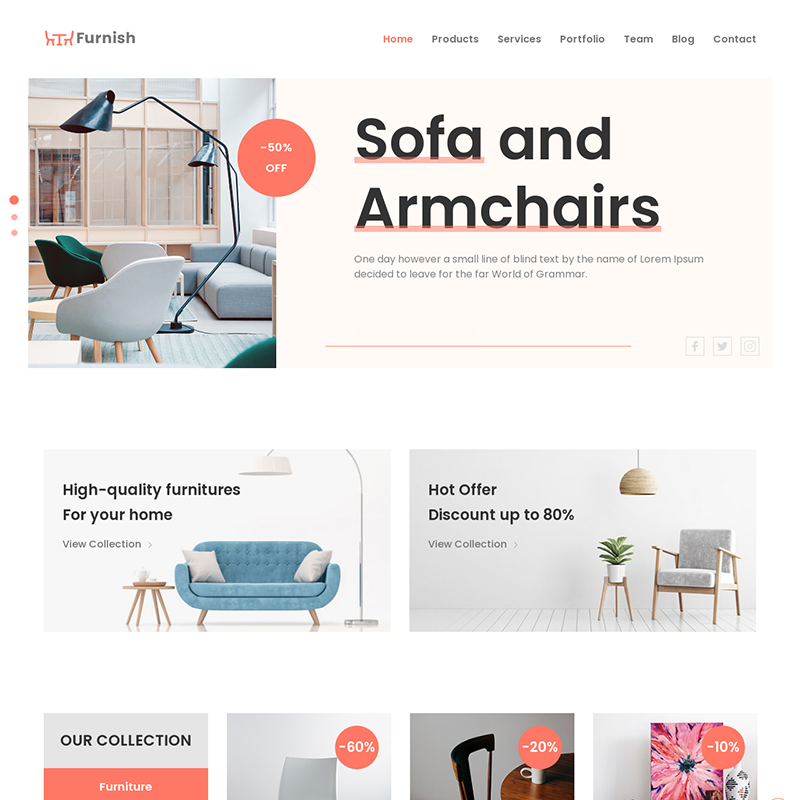 Furnish
Home Products Services Portfolio Team Blog Contact
-50%
OFF
Sofa and
Armchairs
One day however a small line of blind text by the name of Lorem Ipsum
decided to leave for the far World of Grammar.
High-quality furnitures
For your home
View Collection
Hot Offer
Discount up to 80%
View Collection
OUR COLLECTION
Furniture
-60%
-20%
-10%